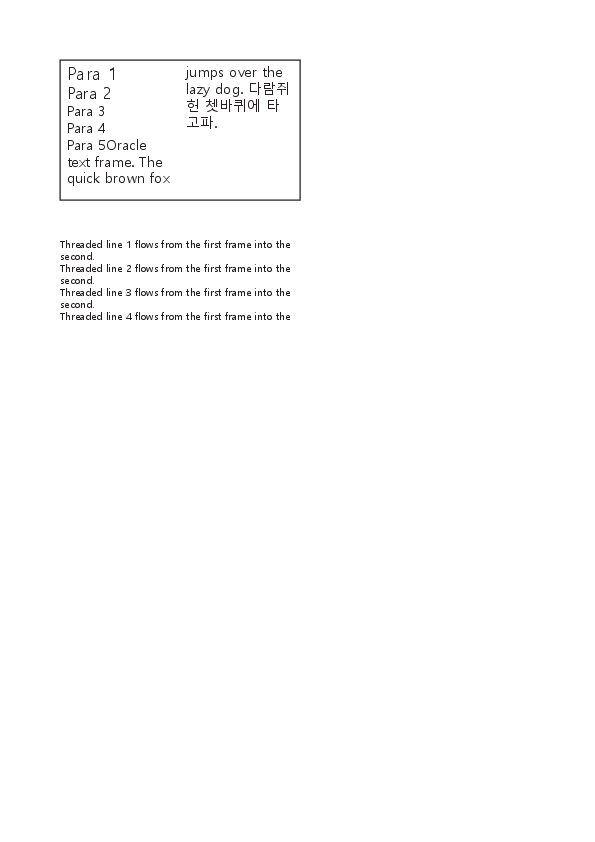 Para 1
Para 2
Para 3
Para 4
Para 5Oracle
text frame. The
quick brown fox
jumps over the
lazy dog. 다람쥐
헌 쳇바퀴에 타
고파.
Threaded line 1 flows from the first frame into the
second.
Threaded line 2 flows from the first frame into the
second.
Threaded line 3 flows from the first frame into the
second.
Threaded line 4 flows from the first frame into the